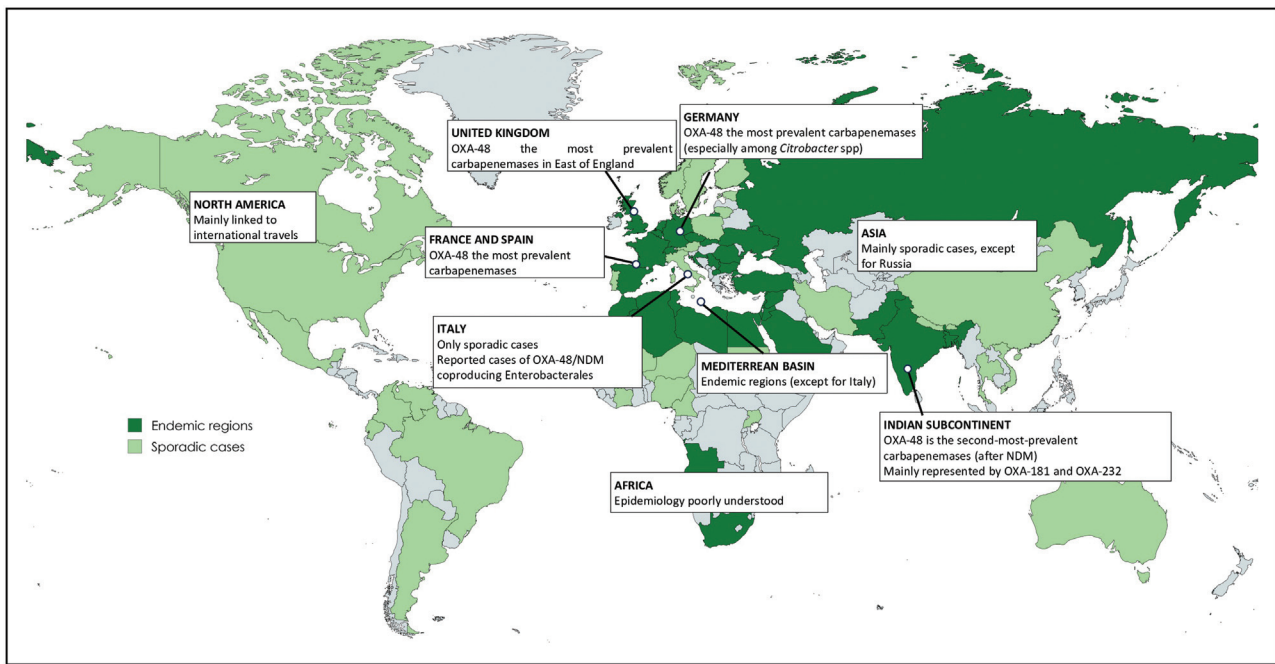 GERMANY
OXA-48 the most prevalent carbapenemases
(especially among Citrobacter spp)
UNITED KINGDOM
OXA-48 the most prevalent
carbapenemases in East of England
NORTH AMERICA
Mainly linked to
international travels
FRANCE AND SPAIN
OXA-48 the most prevalent
carbapenemases
ASIA
Mainly sporadic cases, except
for Russia
ITALY
Only sporadic cases
Reported cases of OXA-48/NDM
coproducing Enterobacterales
MEDITERREAN BASIN
Endemic regions (except for Italy)
Endemic regions
Sporadic cases
INDIAN SUBCONTINENT
OXA-48 is the second-most-prevalent
carbapenemases (after NDM)
Mainly represented by OXA-181 and OXA-232
AFRICA
Epidemiology poorly understood